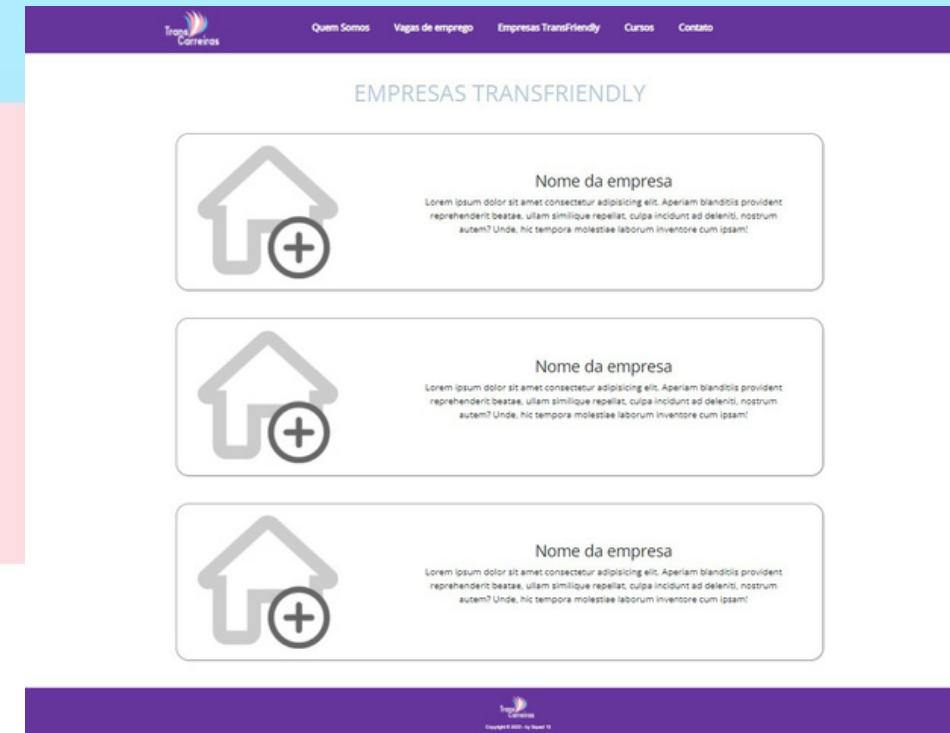 Trans
Carreiras
Quem Somos Vagas de emprego Empresas TransFriendly Cursos Contato
EMPRESAS TRANSFRIENDLY
Nome da empresa
Lorem ipsum dolor sit amet consectetur adipisicing elit. Aperiam blanditiis provident
reprehenderit beatae, ullam similique repellat, culpa incidunt ad deleniti, nostrum
autem? Unde, hic tempora molestiae laborum inventore cum ipsam!
Nome da empresa
Lorem ipsum dolor sit amet consectetur adipisicing elit. Aperiam blanditiis provident
reprehenderit beatae, ullam similique repellat, culpa incidunt ad deleniti, nostrum
autem? Unde, hic tempora molestiae laborum inventore cum ipsam!
Nome da empresa
Lorem ipsum dolor sit amet consectetur adipisicing elit. Aperiam blanditiis provident
reprehenderit beatae, ullam similique repellat, culpa incidunt ad deleniti, nostrum
autem? Unde, hic tempora molestiae laborum inventore cum ipsam!
Trans
Carreiras
Copyright © - by Squad